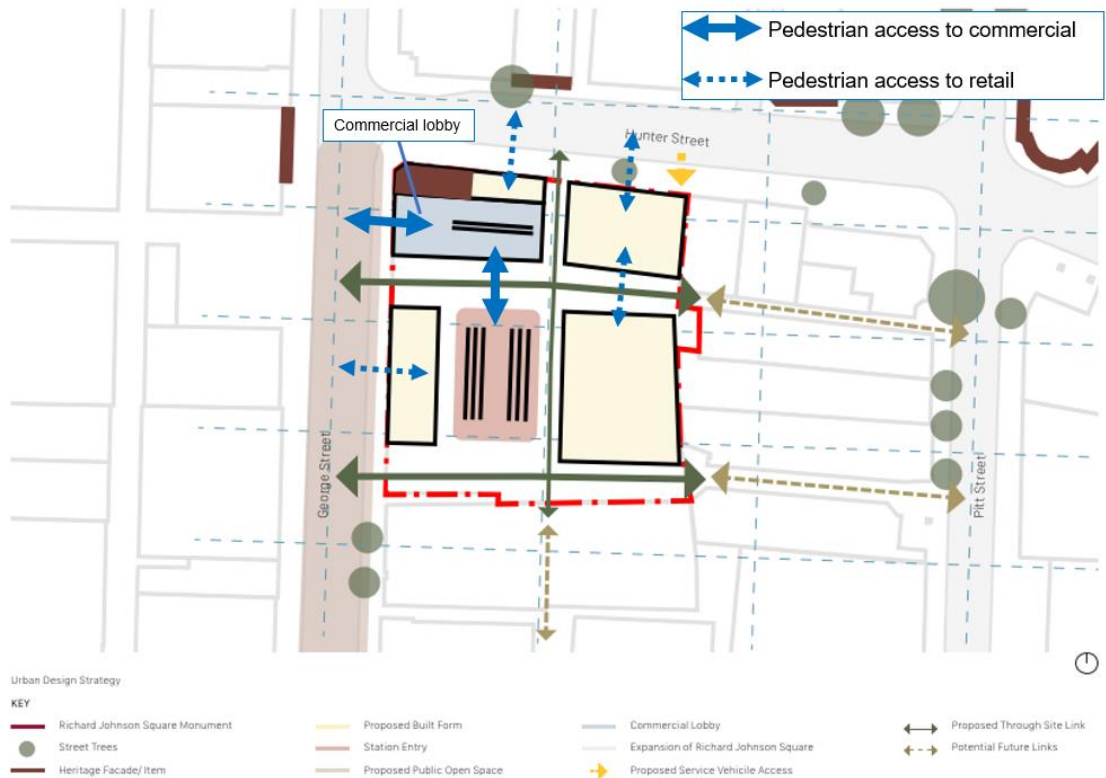 Pedestrian access to commercial
Pedestrian access to retail
Commercial lobby
Hunter Street
George Street
Pitt Street
Urban Design Strategy
KEY
Richard Johnson Square Monument
Proposed Built Form
Commercial Lobby
Proposed Through Site Link
Street Trees
Station Entry
Expansion of Richard Johnson Square
Potential Future Links
Heritage Facade/ Item
Proposed Public Open Space
Proposed Service Vehicile Access